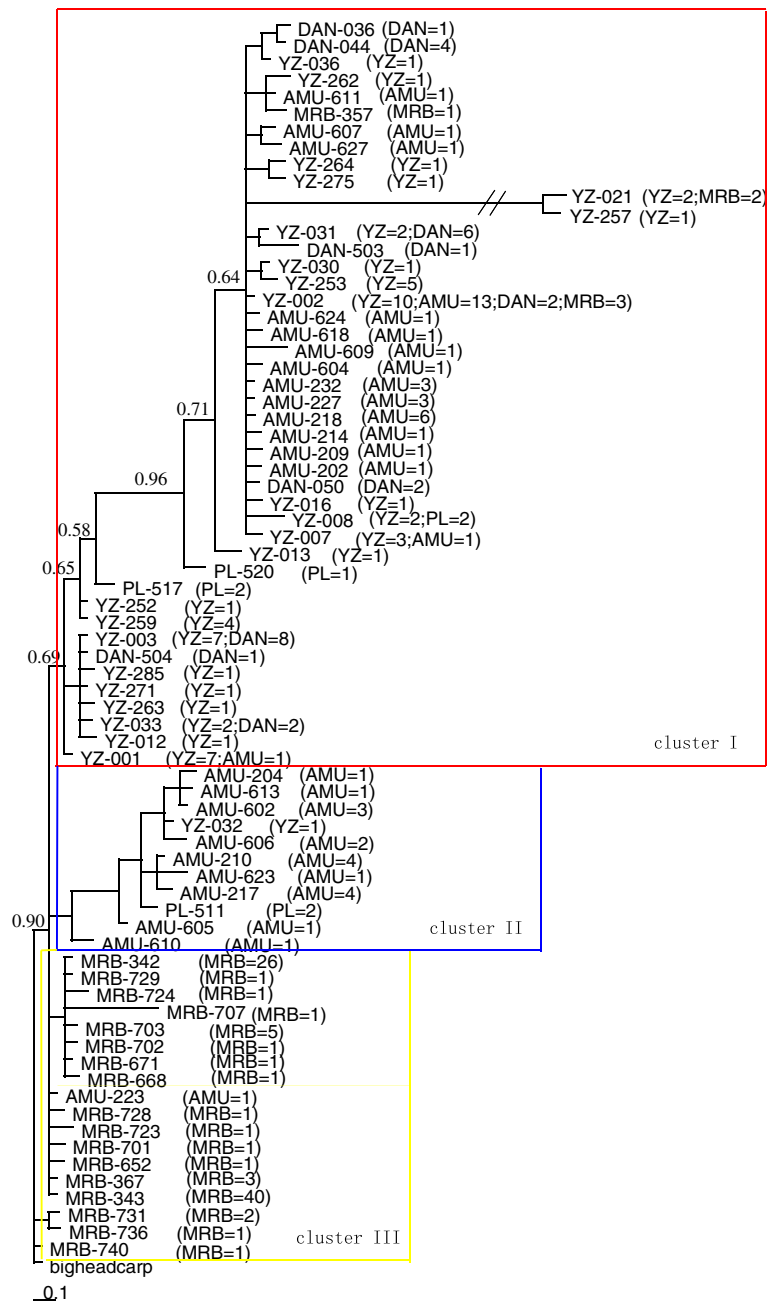 DAN-036 (DAN=1)
DAN-044 (DAN=4)
YZ-036 (YZ=1)
YZ-262 (YZ=1)
AMU-611 (AMU=1)
MRB-357 (MRB=1)
AMU-607 (AMU=1)
AMU-627 (AMU=1)
YZ-264 (YZ=1)
YZ-275 (YZ=1)
YZ-021 (YZ=2;MRB=2)
YZ-257 (YZ=1)
YZ-031 (YZ=2;DAN=6)
DAN-503 (DAN=1)
YZ-030 (YZ=1)
0.64
YZ-253 (YZ=5)
YZ-002 (YZ=10;AMU=13;DAN=2;MRB=3)
AMU-624 (AMU=1)
AMU-618 (AMU=1)
AMU-609 (AMU=1)
AMU-604 (AMU=1)
AMU-232 (AMU=3)
AMU-227 (AMU=3)
0.71
AMU-218 (AMU=6)
AMU-214 (AMU=1)
AMU-209 (AMU=1)
AMU-202 (AMU=1)
0.96
DAN-050 (DAN=2)
YZ-016 (YZ=1)
YZ-008 (YZ=2;PL=2)
0.58
YZ-007 (YZ=3;AMU=1)
YZ-013 (YZ=1)
0.65
PL-520 (PL=1)
PL-517 (PL=2)
YZ-252 (YZ=1)
YZ-259 (YZ=4)
YZ-003 (YZ=7;DAN=8)
0.69
DAN-504 (DAN=1)
YZ-285 (YZ=1)
YZ-271 (YZ=1)
YZ-263 (YZ=1)
YZ-033 (YZ=2;DAN=2)
YZ-012 (YZ=1)
cluster I
YZ-001 (YZ=7;AMU=1)
AMU-204 (AMU=1)
AMU-613 (AMU=1)
AMU-602 (AMU=3)
YZ-032 (YZ=1)
AMU-606 (AMU=2)
AMU-210 (AMU=4)
AMU-623 (AMU=1)
AMU-217 (AMU=4)
PL-511 (PL=2)
0.90
AMU-605 (AMU=1)
cluster II
AMU-610 (AMU=1)
MRB-342 (MRB=26)
MRB-729 (MRB=1)
MRB-724 (MRB=1)
MRB-707 (MRB=1)
MRB-703 (MRB=5)
MRB-702 (MRB=1)
MRB-671 (MRB=1)
MRB-668 (MRB=1)
AMU-223 (AMU=1)
MRB-728 (MRB=1)
MRB-723 (MRB=1)
MRB-701 (MRB=1)
MRB-652 (MRB=1)
MRB-367 (MRB=3)
MRB-343 (MRB=40)
MRB-731 (MRB=2)
MRB-736 (MRB=1)
cluster III
MRB-740 (MRB=1)
bigheadcarp
0.1